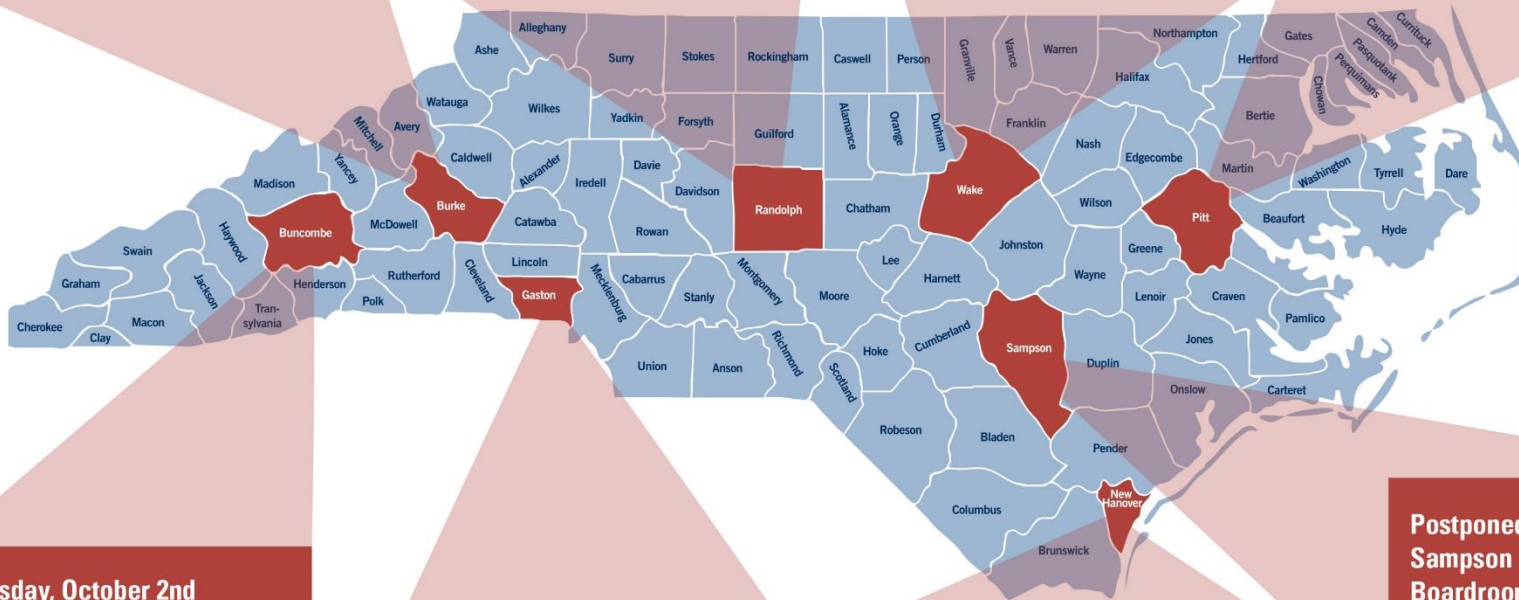 Alleghany
Ashe
Surry
Stokes
Rockingham
Caswell
Person
Granville
Vance
Warren
Northampton
Gates
Camden
Currituck
Pasquotank
Perquimans
Hertford
Halifax
Chowan
Bertie
Watauga
Wilkes
Yadkin
Forsyth
Guilford
Alamance
Orange
Durham
Franklin
Nash
Edgecombe
Martin
Washington
Tyrrell
Dare
Mitchell
Avery
Yancey
Caldwell
Alexander
Iredell
Davie
Davidson
Randolph
Chatham
Wake
Wilson
Pitt
Beaufort
Hyde
Madison
Burke
Buncombe
McDowell
Catawba
Rowan
Haywood
Swain
Johnston
Greene
Lee
Harnett
Wayne
Graham
Jackson
Henderson
Rutherford
Polk
Cleveland
Lincoln
Gaston
Mecklenburg
Cabarrus
Stanly
Montgomery
Moore
Lenoir
Craven
Pamlico
Cherokee
Clay
Macon
Tran-
sylvania
Union
Anson
Richmond
Scotland
Hoke
Cumberland
Sampson
Duplin
Jones
Onslow
Carteret
Robeson
Bladen
Pender
Columbus
New
Hanover
Brunswick
sday, October 2nd
Postponed
Sampson
Boardroom